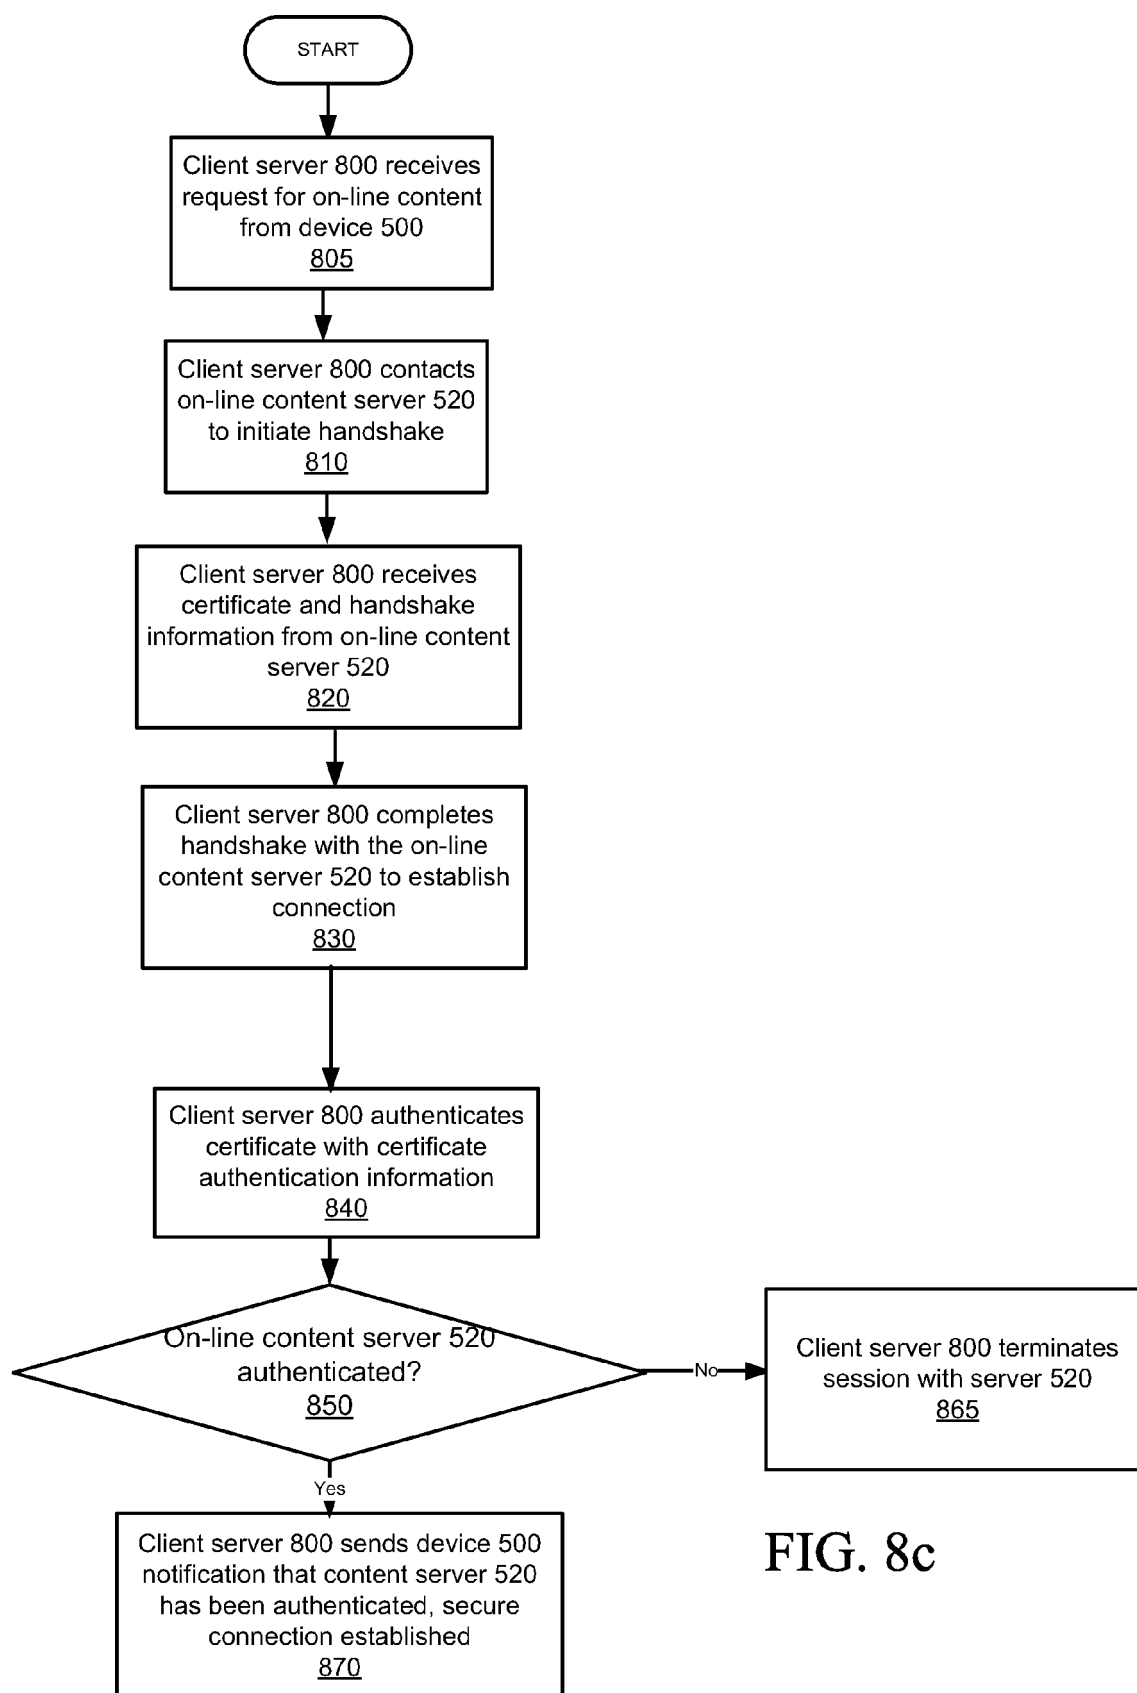 START
Client server 800 receives
request for on-line content
from device 500
805
Client server 800 contacts
on-line content server 520
to initiate handshake
810
Client server 800 receives
certificate and handshake
information from on-line content
server 520
820
Client server 800 completes
handshake with the on-line
content server 520 to establish
connection
830
Client server 800 authenticates
certificate with certificate
authentication information
840
On-line content server 520
authenticated?
850
No
Client server 800 terminates
session with server 520
865
Yes
Client server 800 sends device 500
notification that content server 520
has been authenticated, secure
connection established
870
FIG. 8c